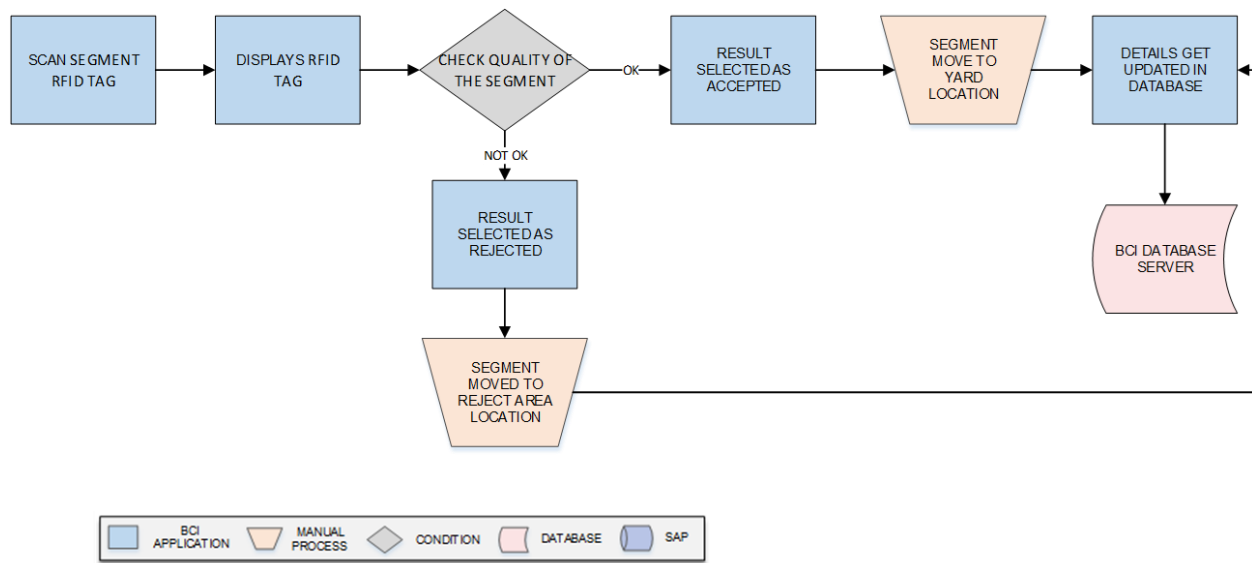 SCAN SEGMENT
RFID TAG
DISPLAYS RFID
TAG
CHECK QUALITY OF
THE SEGMENT
OK
RESULT
SELECTED AS
ACCEPTED
SEGMENT
MOVE TO
YARD
LOCATION
DETAILS GET
UPDATED IN
DATABASE
NOT OK
RESULT
SELECTED AS
REJECTED
BCI DATABASE
SERVER
SEGMENT
MOVED TO
REJECT AREA
LOCATION
BCI
APPLICATION
MANUAL
PROCESS
CONDITION
DATABASE
SAP